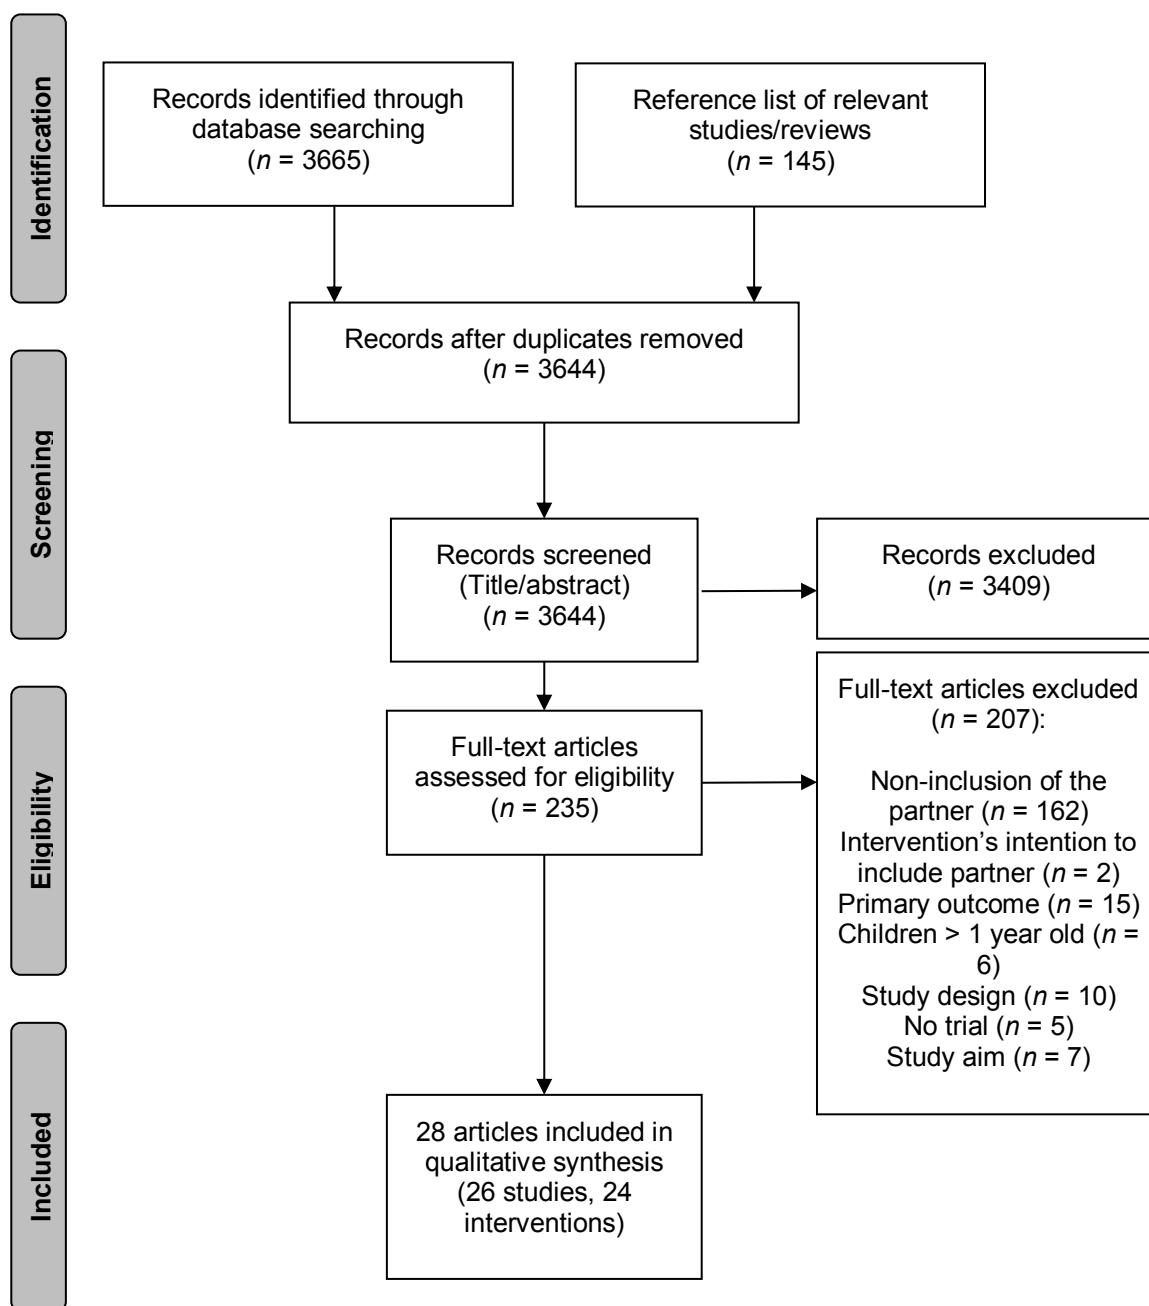 Identification
Records identified through
database searching
(n = 3665)
Reference list of relevant
studies/reviews
(n = 145)
Records after duplicates removed
(n = 3644)
Screening
Records screened
(Title/abstract)
(n = 3644)
Records excluded
(n = 3409)
Eligibility
Full-text articles
assessed for eligibility
(n = 235)
Full-text articles excluded
(n = 207):
Non-inclusion of the
partner (n = 162)
Intervention’s intention to
include partner (n = 2)
Primary outcome (n = 15)
Children > 1 year old (n =
6)
Study design (n = 10)
No trial (n = 5)
Study aim (n = 7)
Included
28 articles included in
qualitative synthesis
(26 studies, 24
interventions)